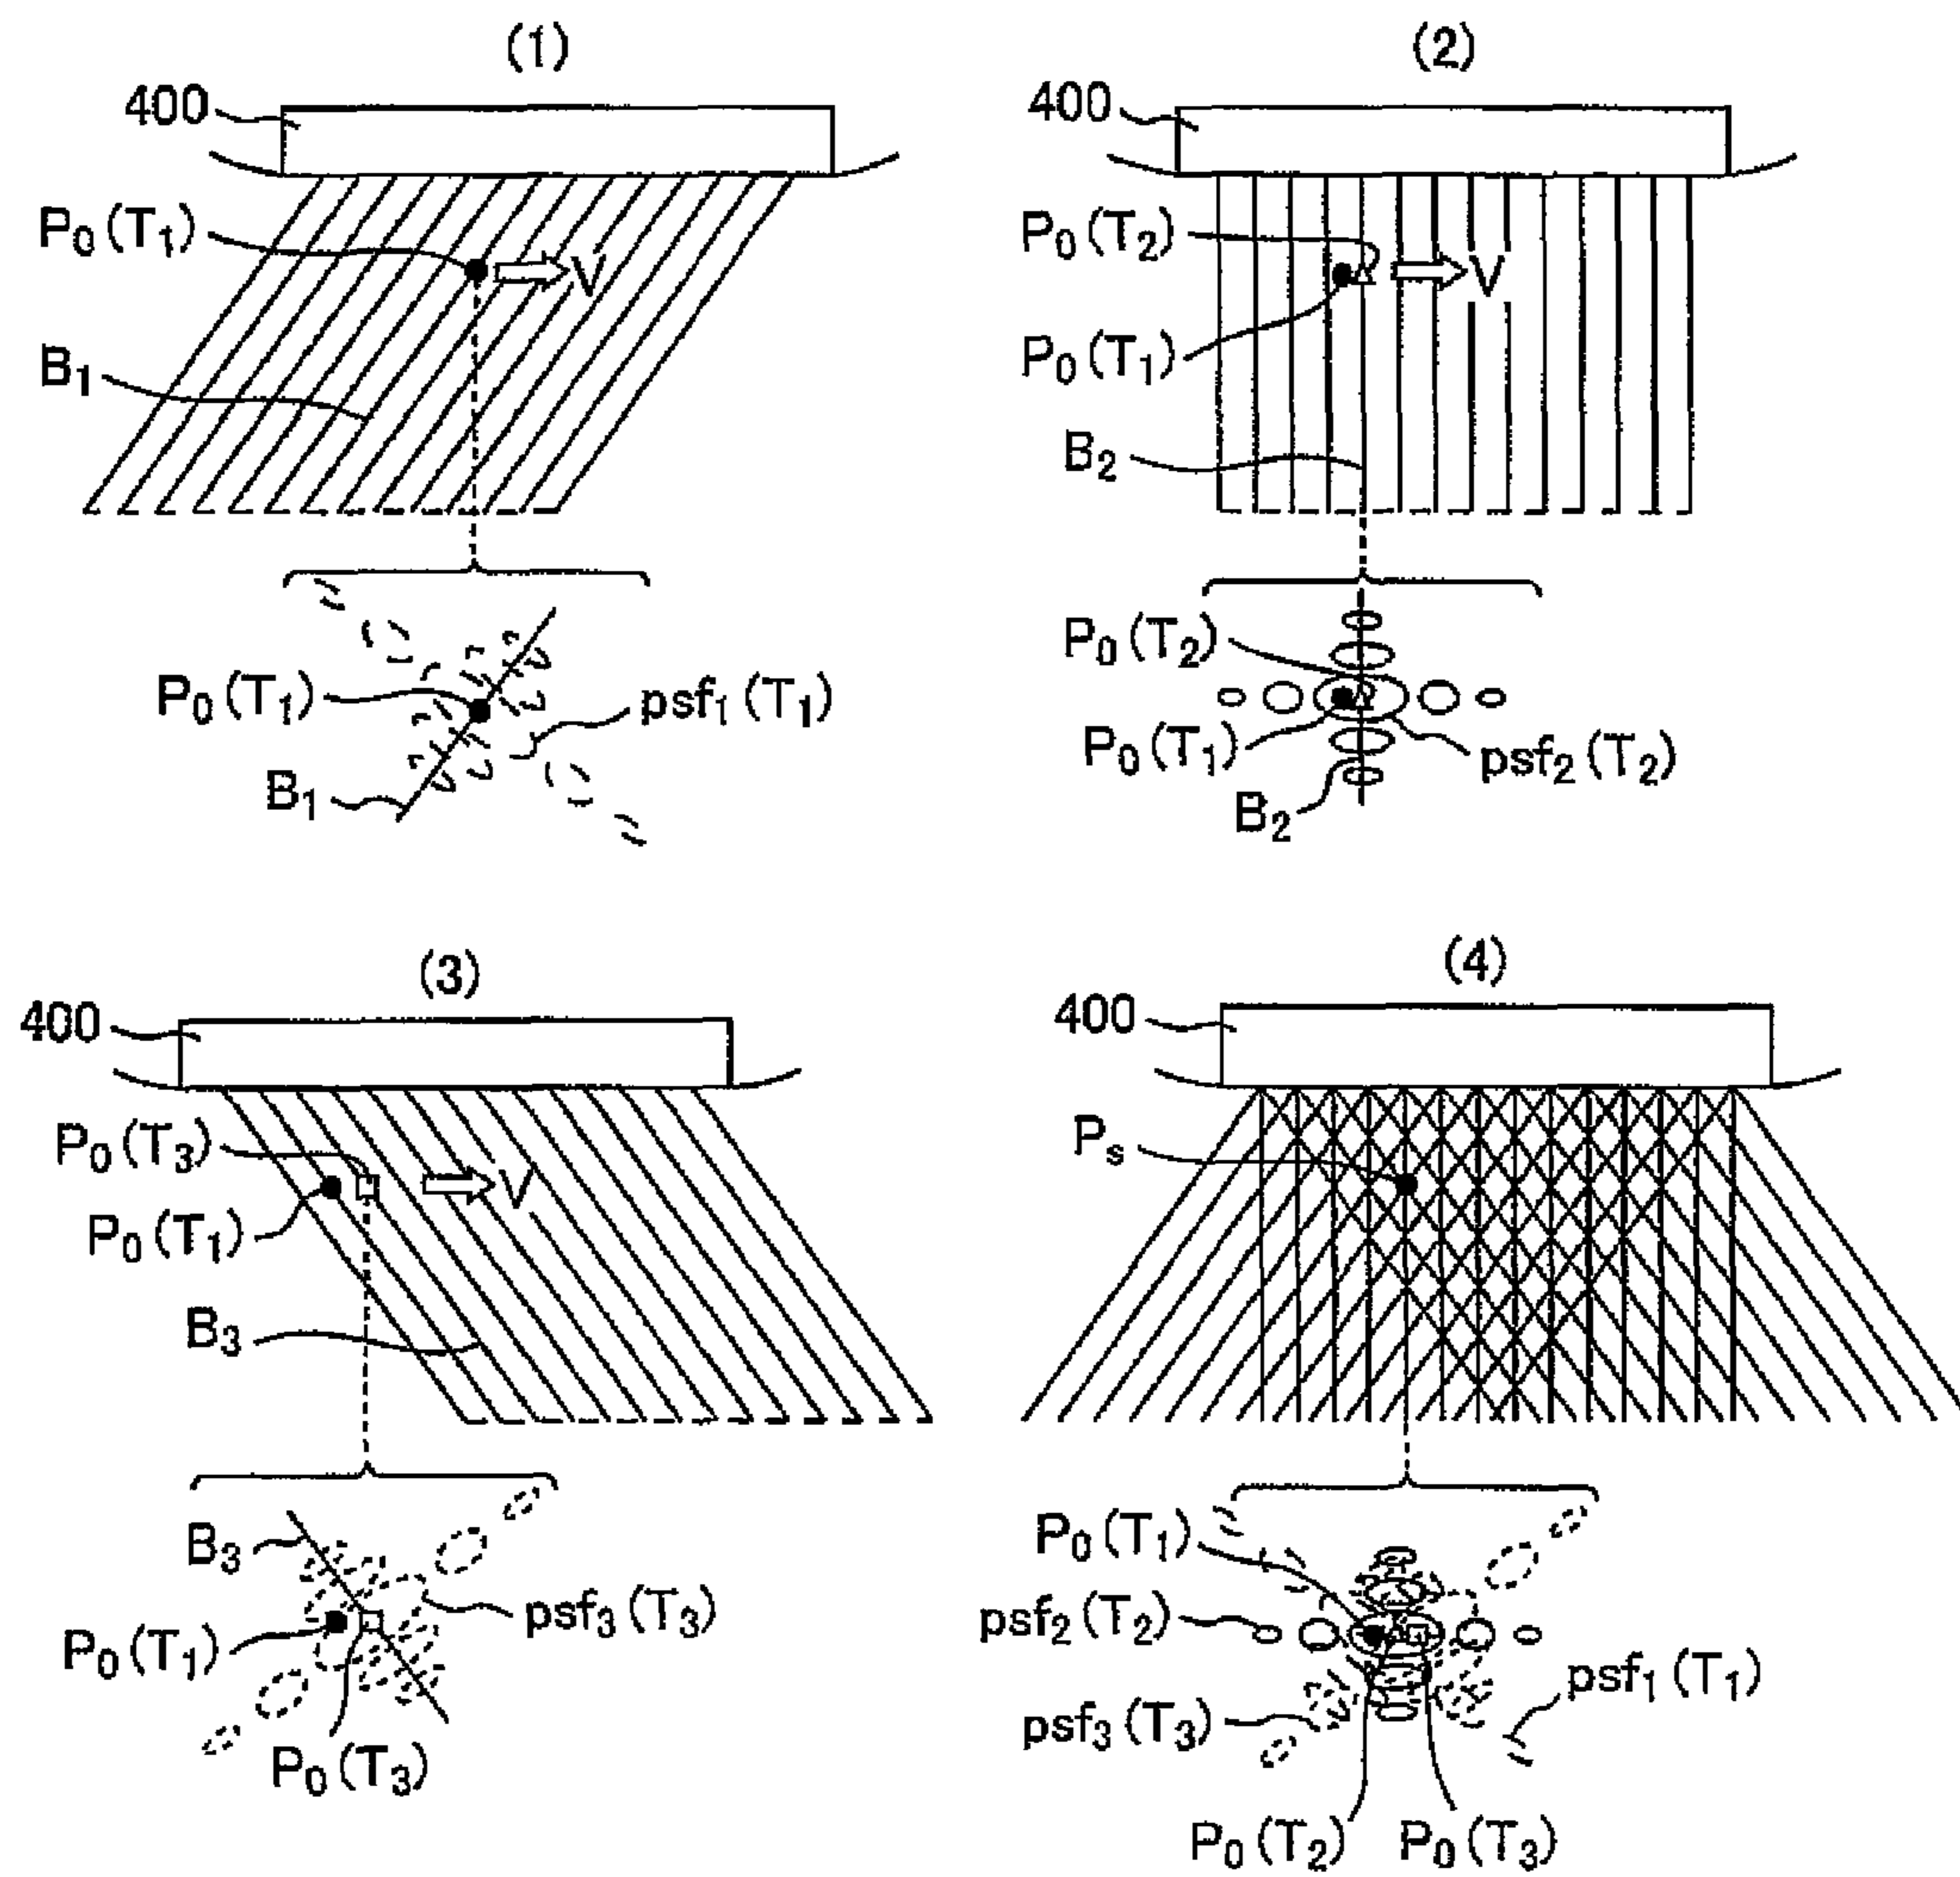 (1)
400
P₀(T₁)
V
B₁
P₀(T₁)
psf₁(T₁)
B₁
(2)
400
P₀(T₂)
V
P₀(T₁)
B₂
P₀(T₂)
P₀(T₁)
psf₂(T₂)
B₂
(3)
400
P₀(T₃)
V
P₀(T₁)
B₃
B₃
psf₃(T₃)
P₀(T₁)
P₀(T₃)
(4)
400
Pₛ
P₀(T₁)
psf₂(T₂)
psf₁(T₁)
psf₃(T₃)
P₀(T₂)
P₀(T₃)